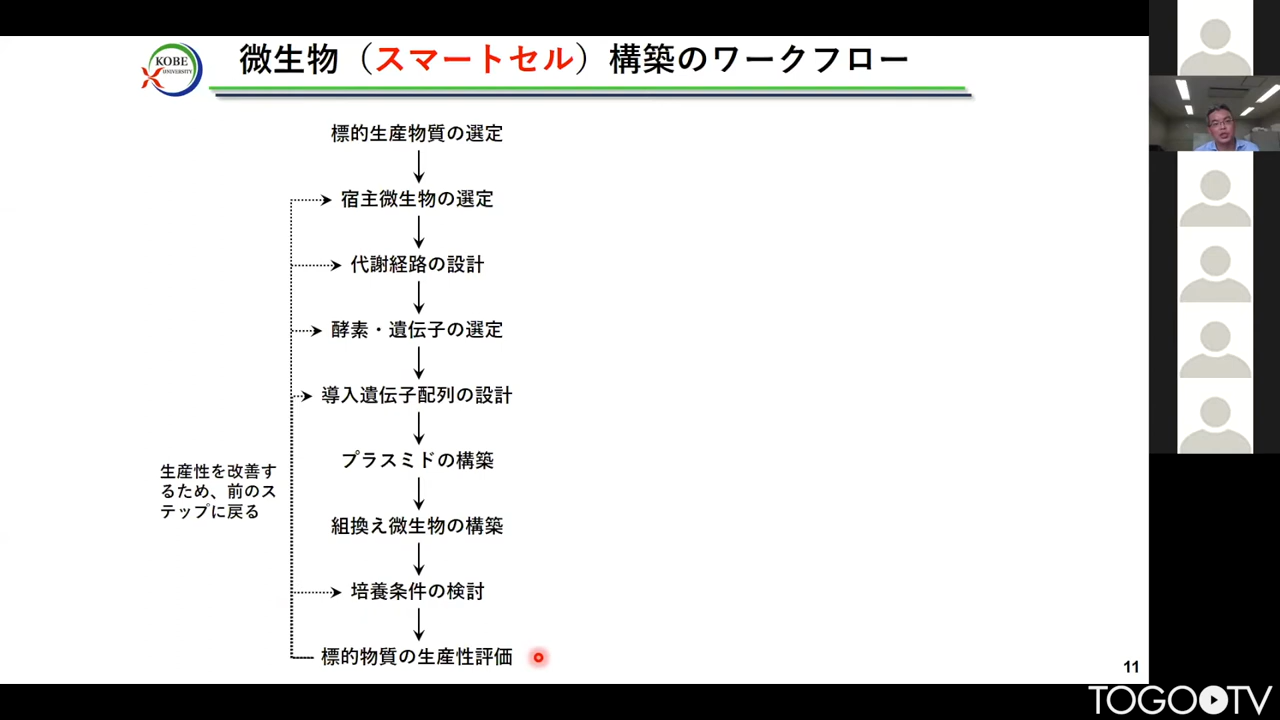 KOBE
UNIVERSITY
微生物（スマートセル）構築のワークフロー
標的生産物質の選定
宿主微生物の選定
代謝経路の設計
酵素・遺伝子の選定
導入遺伝子配列の設計
プラスミドの構築
組換え微生物の構築
培養条件の検討
標的物質の生産性評価
生産性を改善す
るため、前のス
テップに戻る
11
TOGOTV